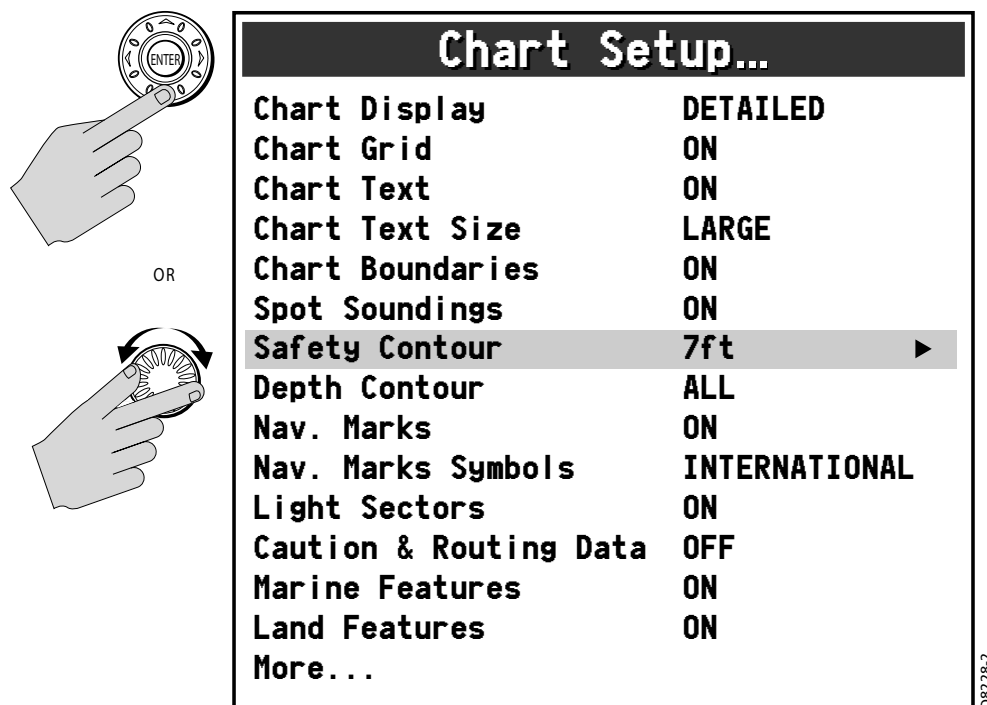 ENTER
OR
Chart Setup...
Chart Display DETAILED
Chart Grid ON
Chart Text ON
Chart Text Size LARGE
Chart Boundaries ON
Spot Soundings ON
Safety Contour 7ft ►
Depth Contour ALL
Nav. Marks ON
Nav. Marks Symbols INTERNATIONAL
Light Sectors ON
Caution & Routing Data OFF
Marine Features ON
Land Features ON
More...